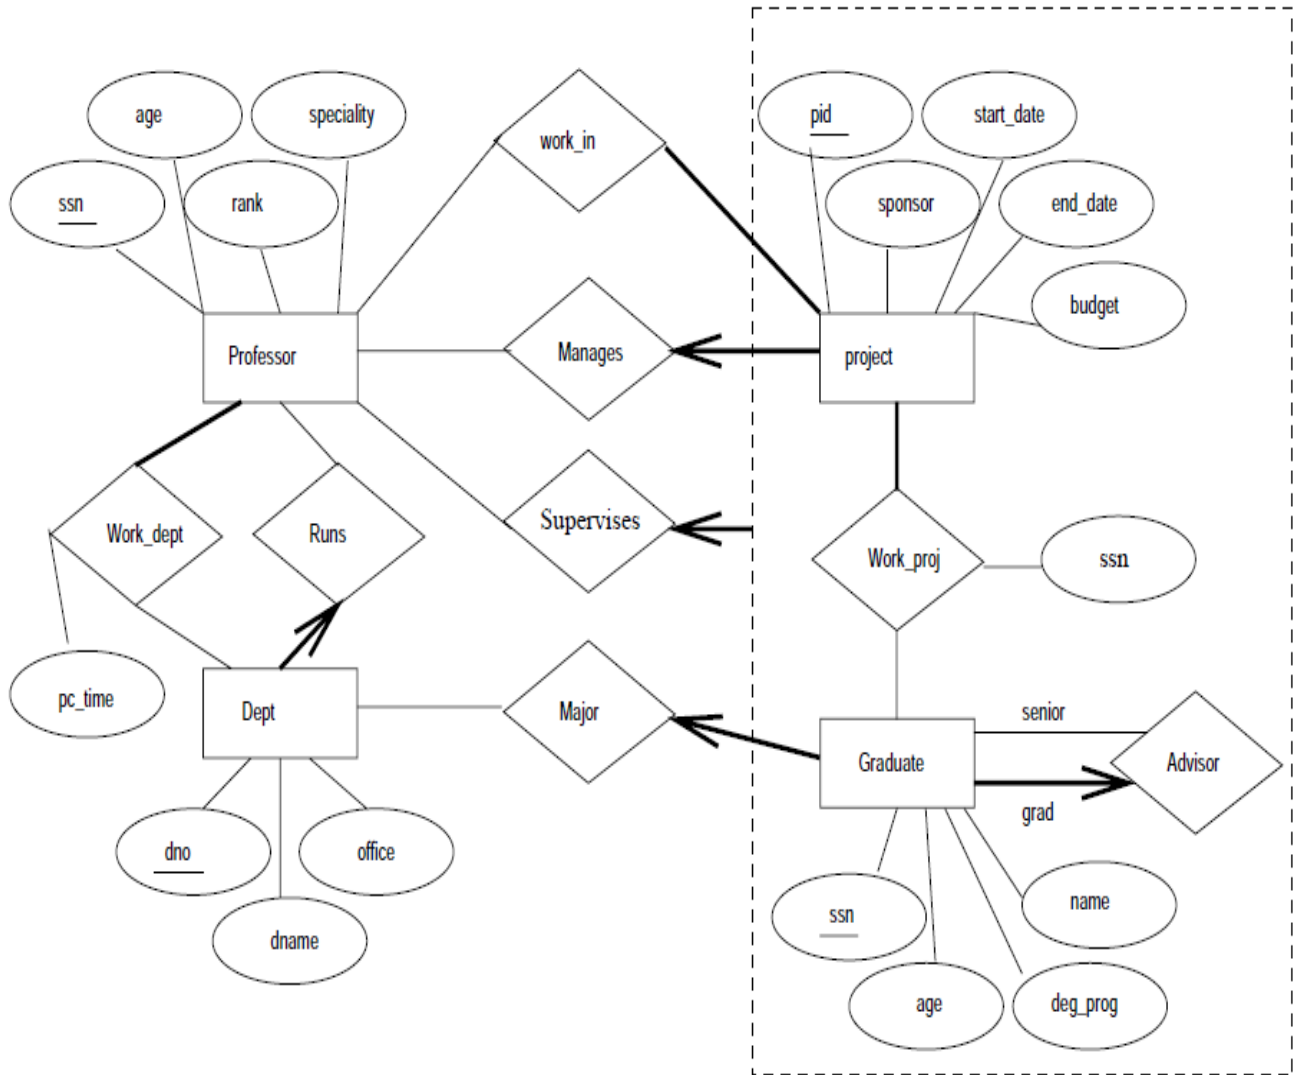 age
speciality
ssn
rank
work_in
pid
start_date
sponsor
end_date
budget
Professor
Manages
project
Work_dept
Runs
Supervises
Work_proj
ssn
pc_time
Dept
Major
senior
Graduate
Advisor
grad
dno
office
dname
ssn
name
age
deg_prog